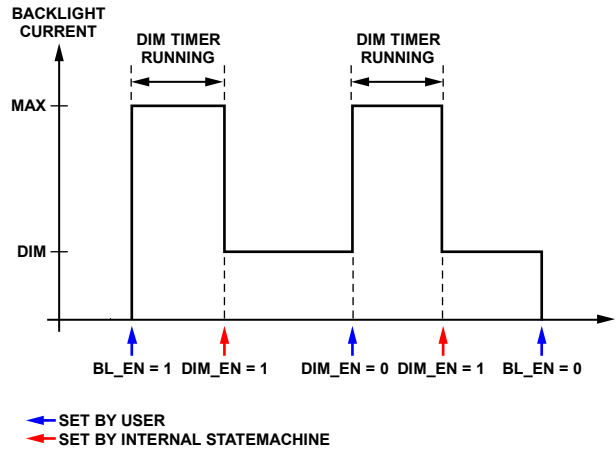 BACKLIGHT
CURRENT
DIM TIMER
RUNNING
DIM TIMER
RUNNING
MAX
DIM
BL_EN = 1 DIM_EN = 1 DIM_EN = 0 DIM_EN = 1 BL_EN = 0
SET BY USER
SET BY INTERNAL STATEMACHINE